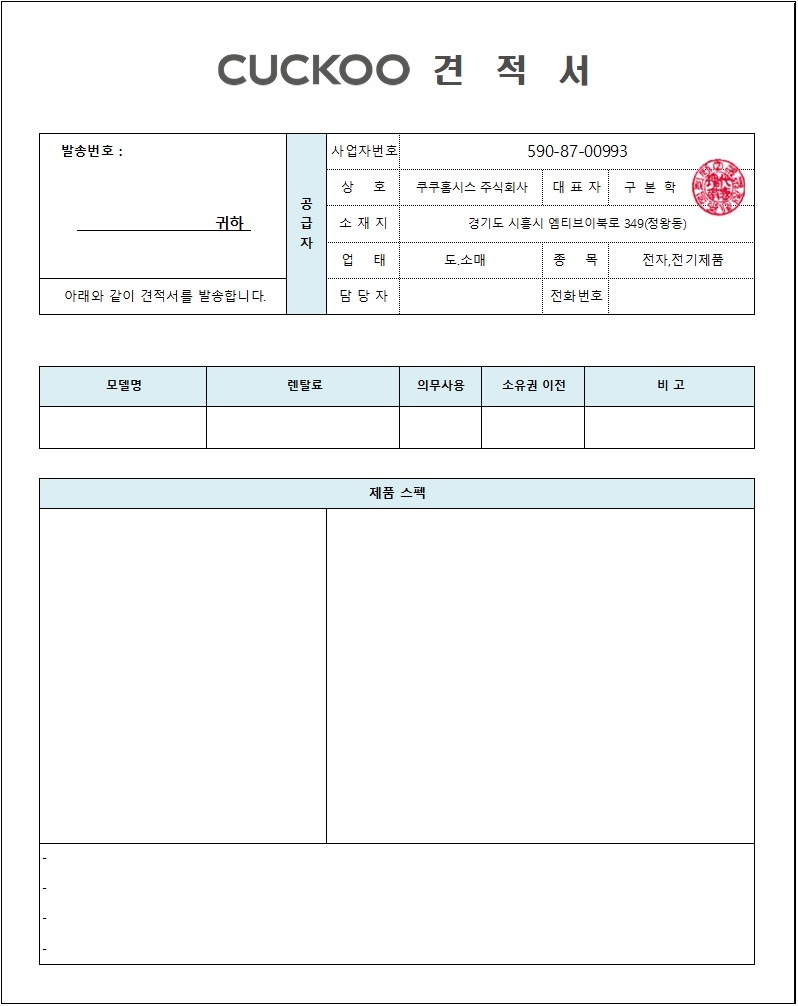 CUCKOO 견 적 서
발송번호 :
귀하
아래와 같이 견적서를 발송합니다.
공
급
자
사업자번호 590-87-00993
상 호 쿠쿠홈시스 주식회사 대 표 자 구 본 학
소 재 지 경기도 시흥시 엠티브이북로 349(정왕동)
업 태 도.소매 종 목 전자,전기제품
담 당 자 전화번호
모델명 렌탈료 의무사용 소유권 이전 비 고
제품 스펙
-
-
-
-